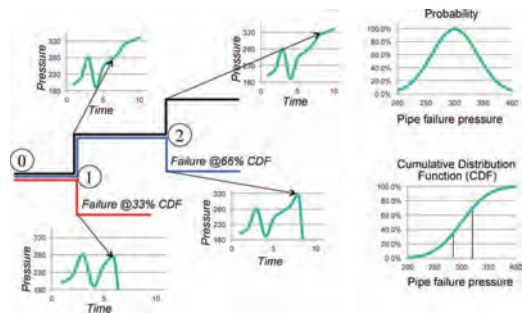 Pressure
330
280
230
180
0 5 10
Time
Pressure
330
280
230
180
0 5 10
Time
0
1
2
Failure @66% CDF
Failure @33% CDF
Pressure
330
280
230
180
0 5 10
Time
Pressure
330
280
230
180
0 5 10
Time
Probability
100.0%
80.0%
60.0%
40.0%
20.0%
0.0%
200 300 400
Pipe failure pressure
Cumulative Distribution
Function (CDF)
100.0%
80.0%
60.0%
40.0%
20.0%
0.0%
200 300 400
Pipe failure pressure